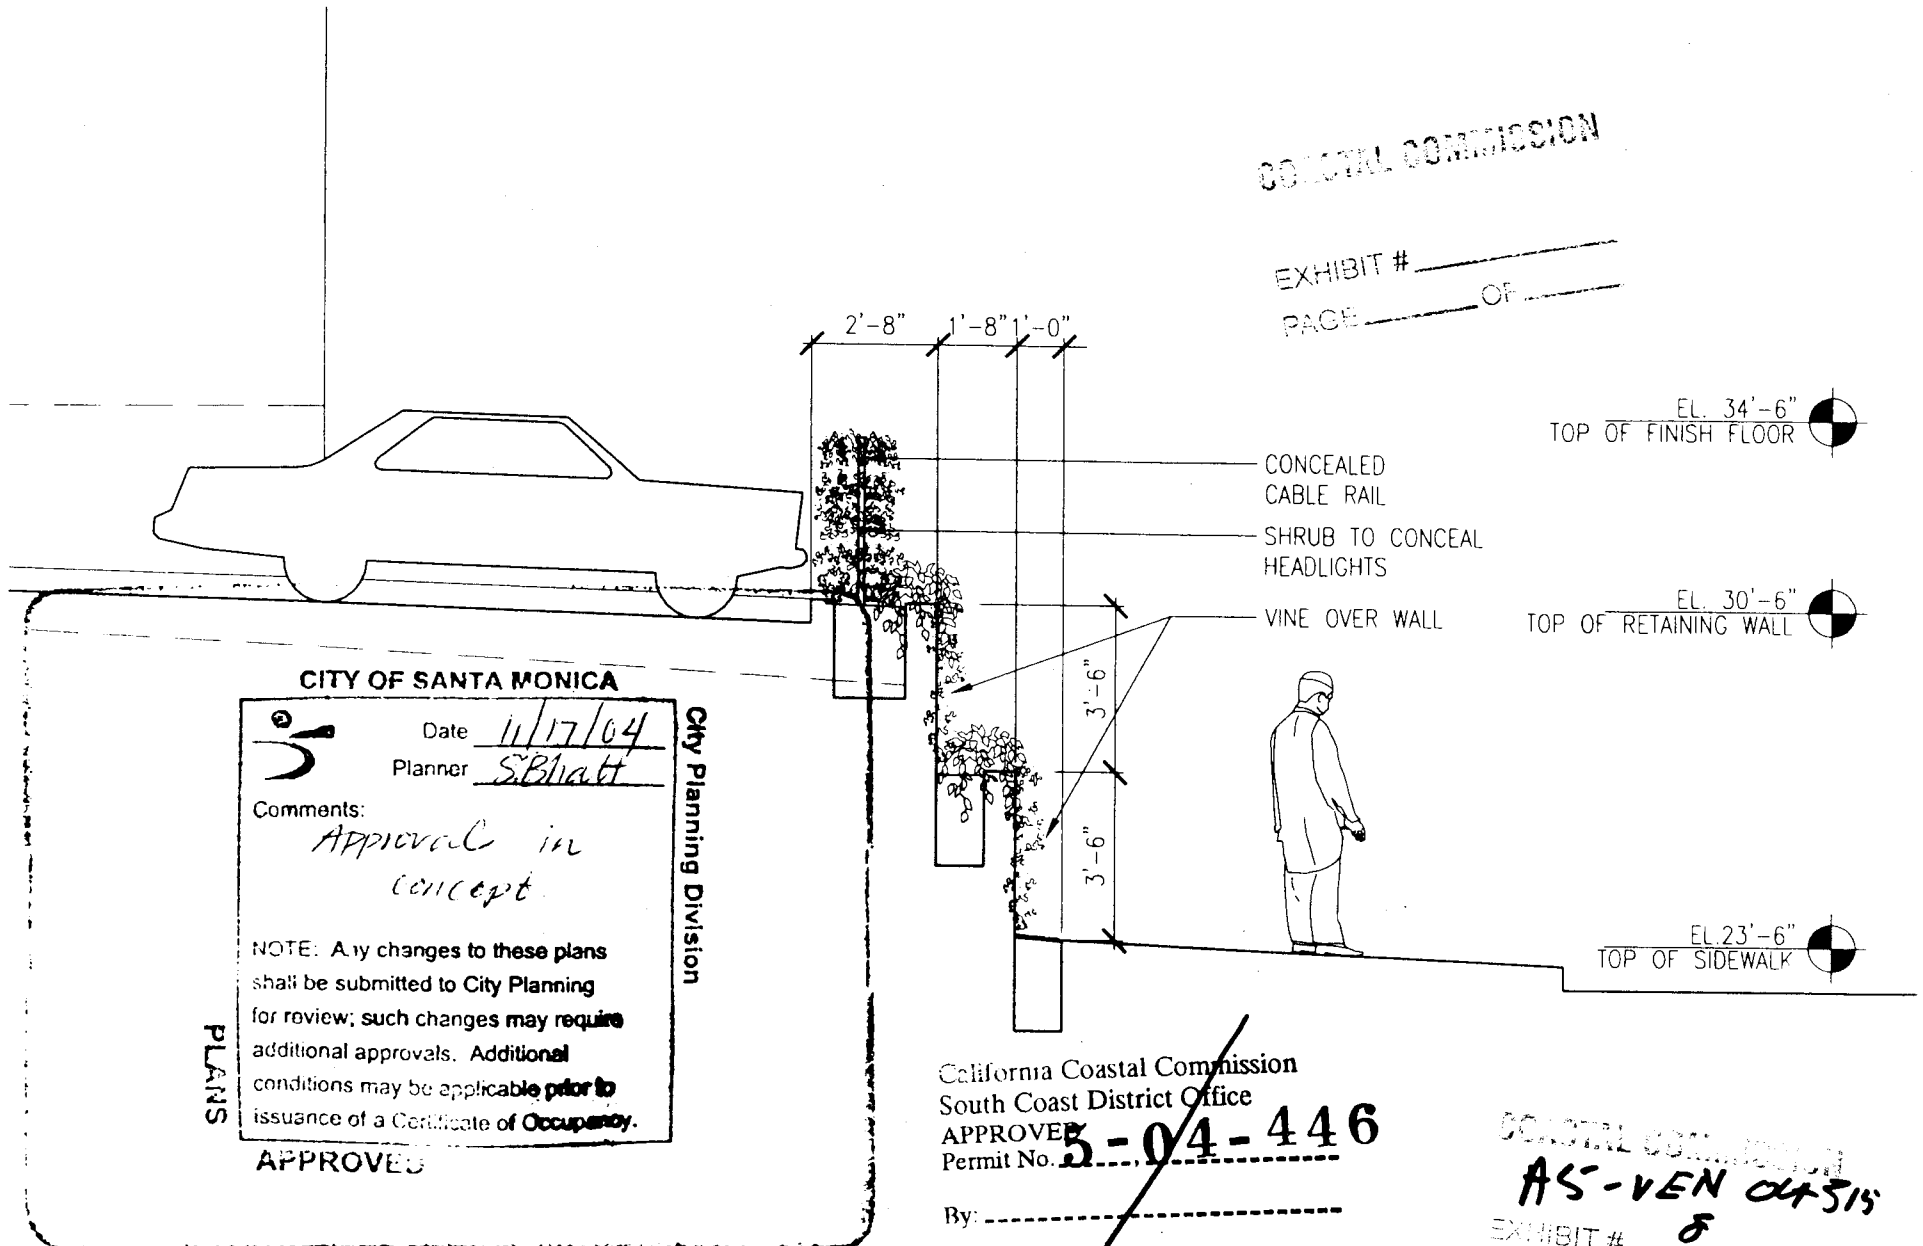 COASTAL COMMISSION
EXHIBIT #
PAGE OF
2'-8" 1'-8" 1'-0"
EL. 34'-6"
TOP OF FINISH FLOOR
CONCEALED
CABLE RAIL
SHRUB TO CONCEAL
HEADLIGHTS
VINE OVER WALL
EL. 30'-6"
TOP OF RETAINING WALL
3'-6"
3'-6"
EL.23'-6"
TOP OF SIDEWALK
CITY OF SANTA MONICA
Date 11/17/04
Planner S.Bhatt
City Planning Division
Comments:
Approval in
concept
NOTE: Any changes to these plans
shall be submitted to City Planning
for review; such changes may require
additional approvals. Additional
conditions may be applicable prior to
issuance of a Certificate of Occupancy.
PLANS
APPROVED
California Coastal Commission
South Coast District Office
APPROVED
Permit No. 5-04-446
By:
COASTAL COMMISSION
A5-VEN 04315
EXHIBIT # 8